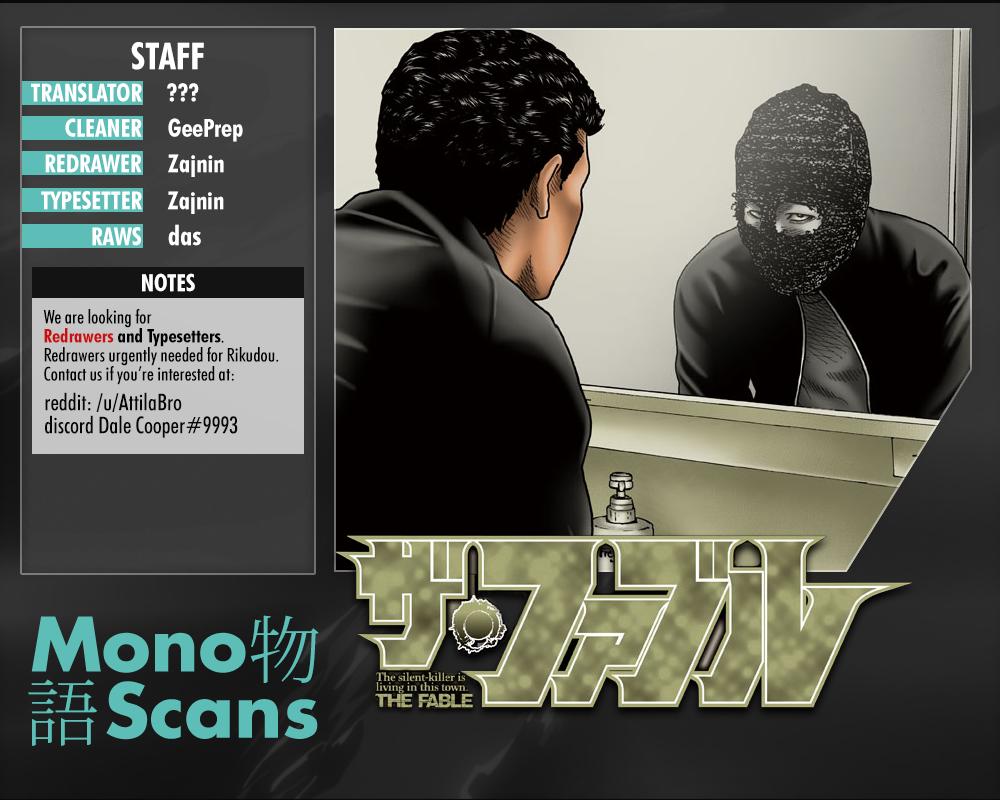 STAFF
TRANSLATOR ???
CLEANER GeePrep
REDRAWER Zajnin
TYPESETTER Zajnin
RAWS das
NOTES
We are looking for
Redrawers and Typesetters.
Redrawers urgently needed for Rikudou.
Contact us if you're interested at:
reddit: /u/AttilaBro
discord Dale Cooper#9993
Mono物
語Scans
ザ・ファブル
The silent-killer is
living in this town.
THE FABLE